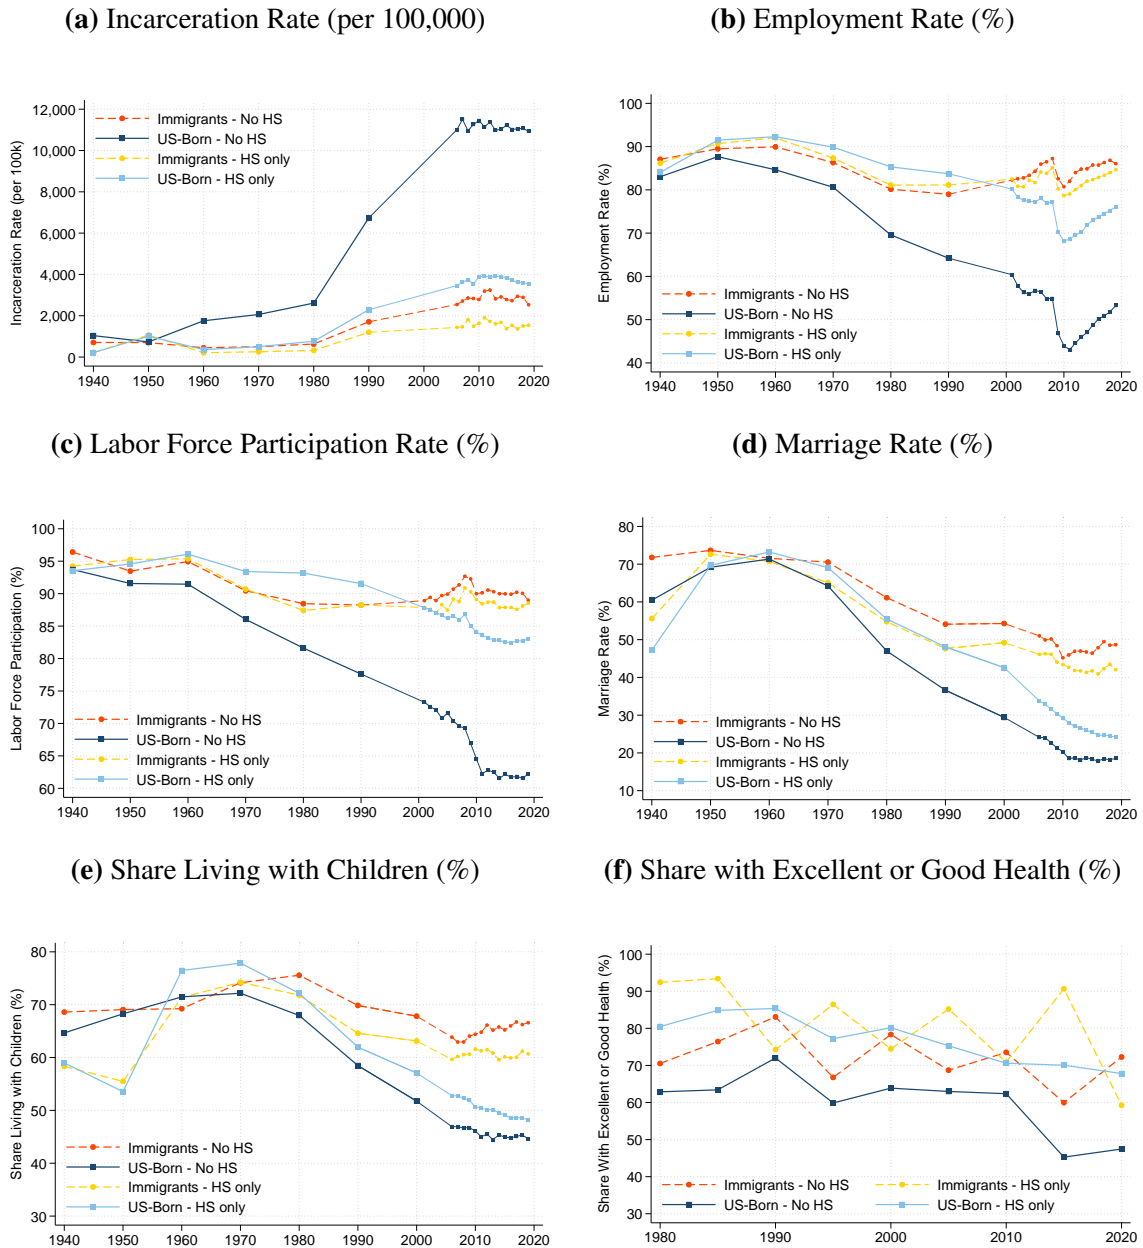 (a) Incarceration Rate (per 100,000)
Incarceration Rate (per 100k)
12,000
10,000
8,000
6,000
4,000
2,000
0
Immigrants - No HS
US-Born - No HS
Immigrants - HS only
US-Born - HS only
1940 1950 1960 1970 1980 1990 2000 2010 2020
(b) Employment Rate (%)
Employment Rate (%)
100
90
80
70
60
50
40
Immigrants - No HS
US-Born - No HS
Immigrants - HS only
US-Born - HS only
1940 1950 1960 1970 1980 1990 2000 2010 2020
(c) Labor Force Participation Rate (%)
Labor Force Participation (%)
100
95
90
85
80
75
70
65
60
Immigrants - No HS
US-Born - No HS
Immigrants - HS only
US-Born - HS only
1940 1950 1960 1970 1980 1990 2000 2010 2020
(d) Marriage Rate (%)
Marriage Rate (%)
80
70
60
50
40
30
20
10
Immigrants - No HS
US-Born - No HS
Immigrants - HS only
US-Born - HS only
1940 1950 1960 1970 1980 1990 2000 2010 2020
(e) Share Living with Children (%)
Share Living with Children (%)
80
70
60
50
40
30
Immigrants - No HS
US-Born - No HS
Immigrants - HS only
US-Born - HS only
1940 1950 1960 1970 1980 1990 2000 2010 2020
(f) Share with Excellent or Good Health (%)
Share With Excellent or Good Health (%)
100
90
80
70
60
50
40
30
Immigrants - No HS Immigrants - HS only
US-Born - No HS US-Born - HS only
1980 1990 2000 2010 2020